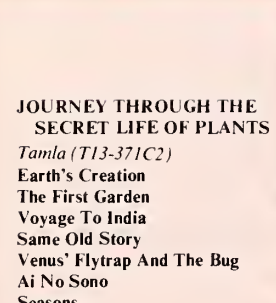 JOURNEY THROUGH THE
SECRET LIFE OF PLANTS
Tamla (T13-371C2)
Earth's Creation
The First Garden
Voyage To India
Same Old Story
Venus' Flytrap And The Bug
Ai No Sono
Seasons